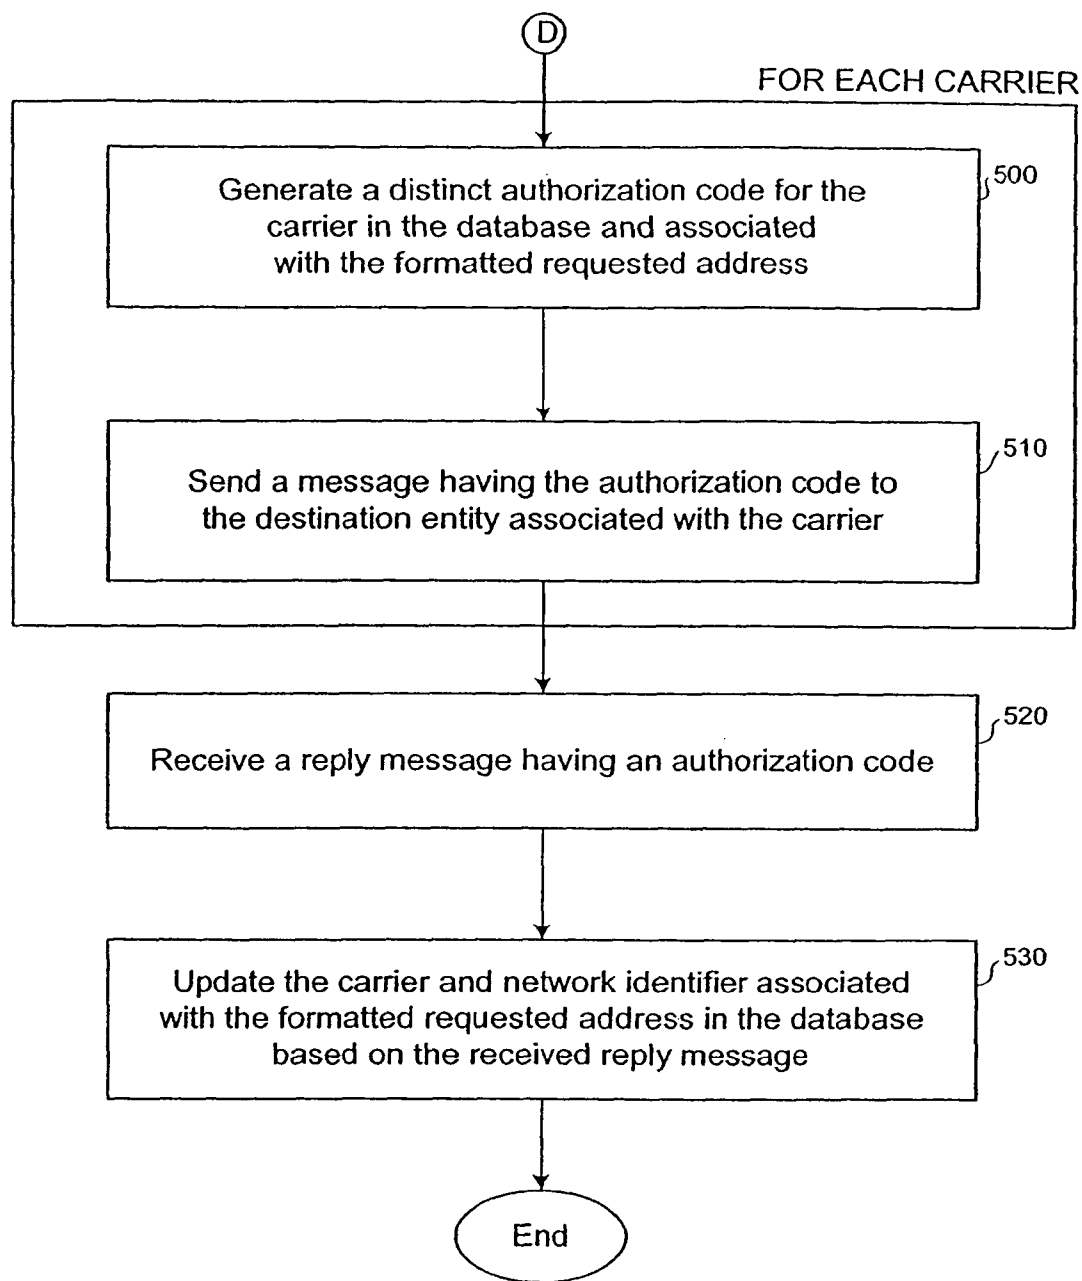 D
FOR EACH CARRIER
Generate a distinct authorization code for the
carrier in the database and associated
with the formatted requested address
500
Send a message having the authorization code to
the destination entity associated with the carrier
510
Receive a reply message having an authorization code
520
Update the carrier and network identifier associated
with the formatted requested address in the database
based on the received reply message
530
End